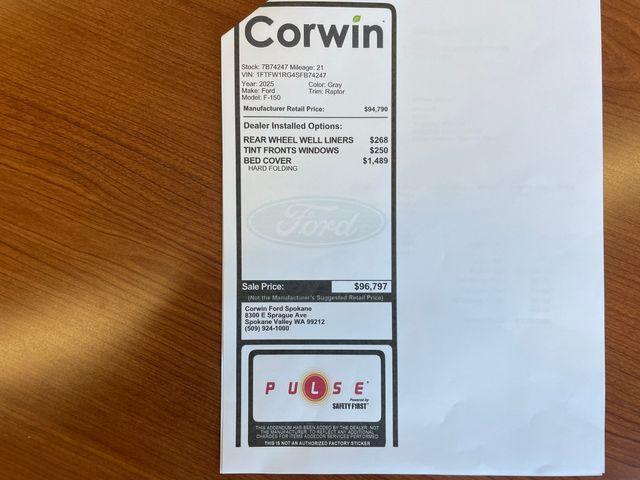 Corwin
Stock: 7B74247 Mileage: 21
VIN: 1FTFW1RG4SFB74247
Year: 2025 Color: Gray
Make: Ford Trim: Raptor
Model: F-150
Manufacturer Retail Price: $94,790
Dealer Installed Options:
REAR WHEEL WELL LINERS $268
TINT FRONTS WINDOWS $250
BED COVER $1,489
HARD FOLDING
Ford
Sale Price: $96,797
(Not the Manufacturer's Suggested Retail Price)
Corwin Ford Spokane
8300 E Sprague Ave
Spokane Valley WA 99212
(509) 924-1000
PULSE
Powered by
SAFETY FIRST
THIS ADDENDUM HAS BEEN ADDED BY THE DEALER, NOT
THE MANUFACTURER, TO REFLECT ANY ADDITIONAL
CHARGES FOR ITEMS ADDED OR SERVICES PERFORMED.
THIS IS NOT AN AUTHORIZED FACTORY STICKER